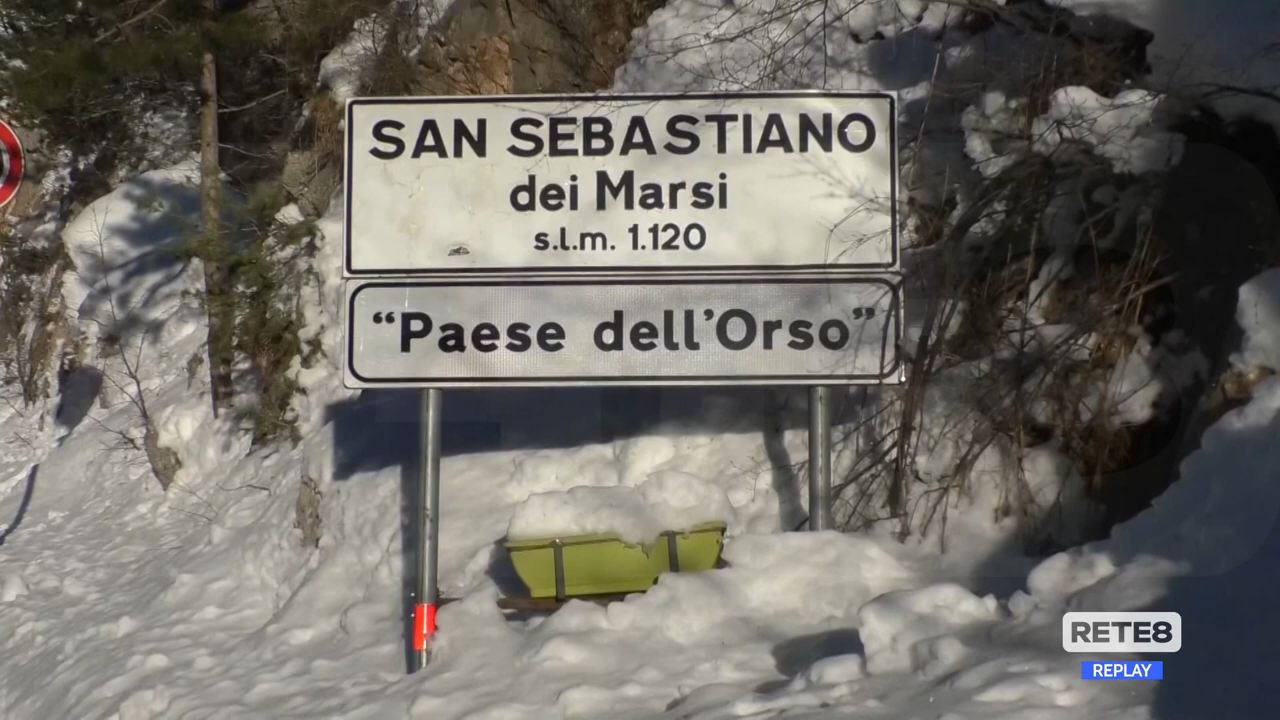 SAN SEBASTIANO
dei Marsi
s.l.m. 1.120
“Paese dell'Orso”
RETE8
REPLAY